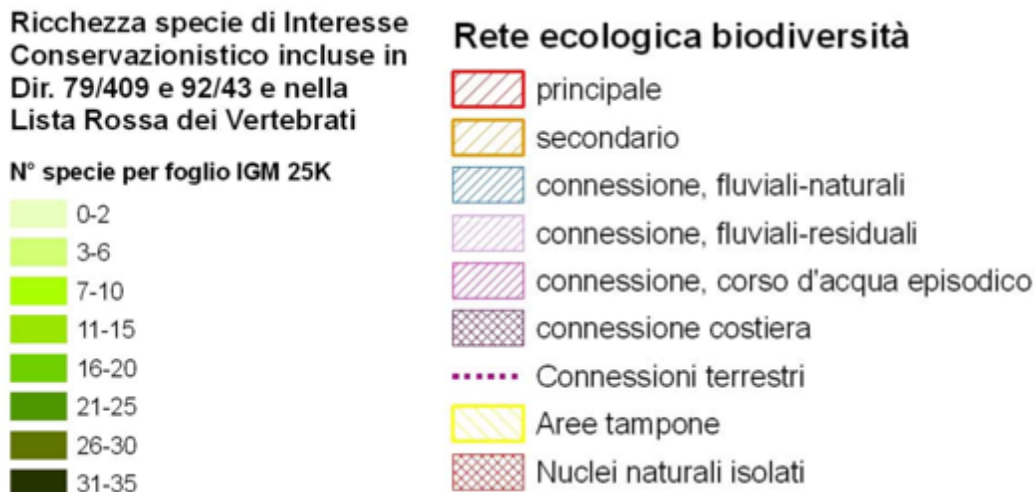 Ricchezza specie di Interesse
Conservazionistico incluse in
Dir. 79/409 e 92/43 e nella
Lista Rossa dei Vertebrati
N° specie per foglio IGM 25K
0-2
3-6
7-10
11-15
16-20
21-25
26-30
31-35
Rete ecologica biodiversità
principale
secondario
connessione, fluviali-naturali
connessione, fluviali-residuali
connessione, corso d'acqua episodico
connessione costiera
Connessioni terrestri
Aree tampone
Nuclei naturali isolati